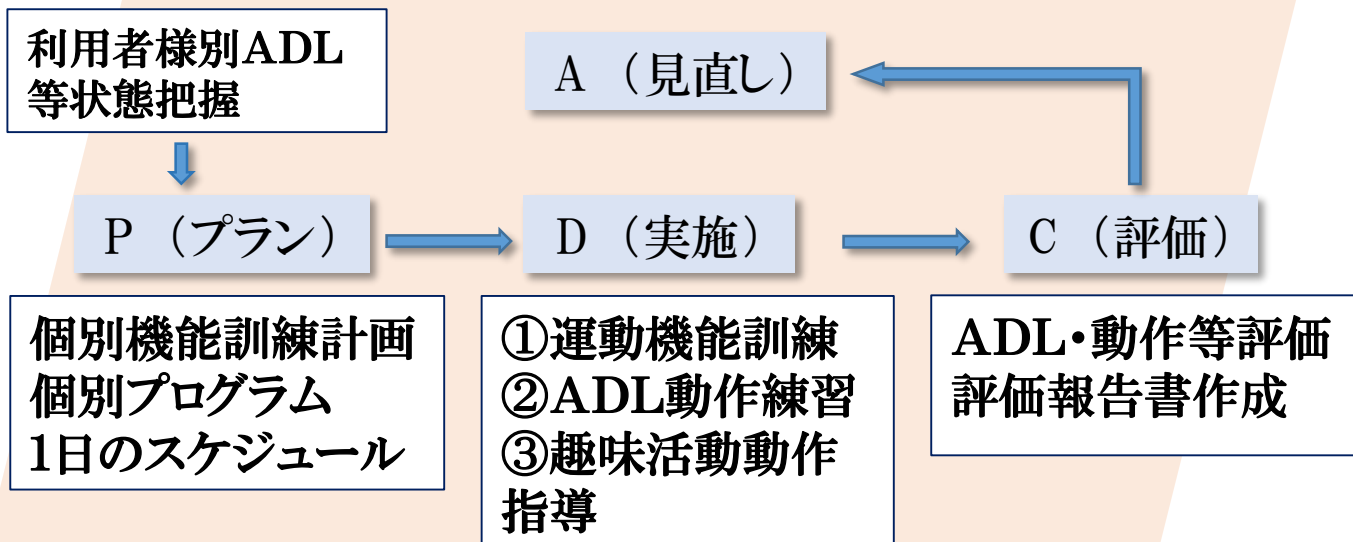 利用者様別ADL
等状態把握
A （見直し）
P （プラン）
D （実施）
C （評価）
個別機能訓練計画
個別プログラム
1日のスケジュール
①運動機能訓練
②ADL動作練習
③趣味活動動作
指導
ADL・動作等評価
評価報告書作成